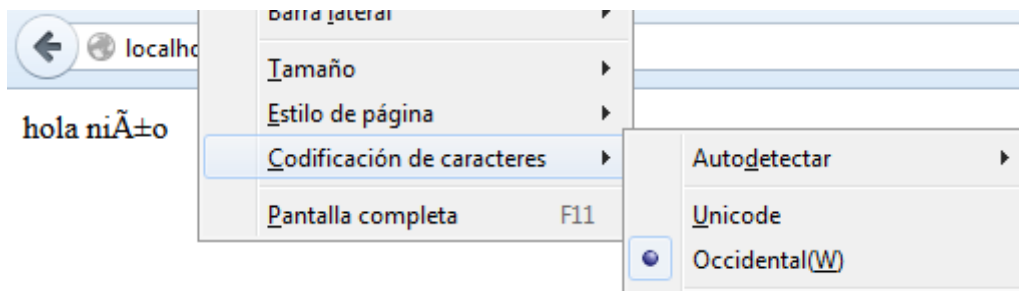 Barra lateral
localho
Tamaño
Estilo de página
hola niÃ±o
Codificación de caracteres
Autodetectar
Pantalla completa F11
Unicode
Occidental(W)